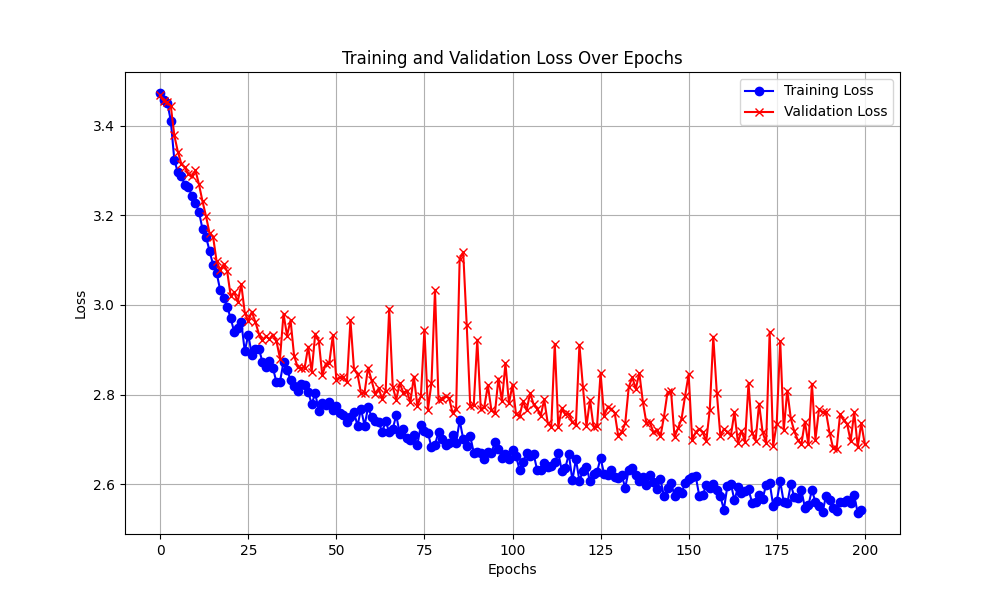 Training and Validation Loss Over Epochs
Training Loss
Validation Loss
3.4
3.2
3.0
2.8
2.6
Loss
0 25 50 75 100 125 150 175 200
Epochs